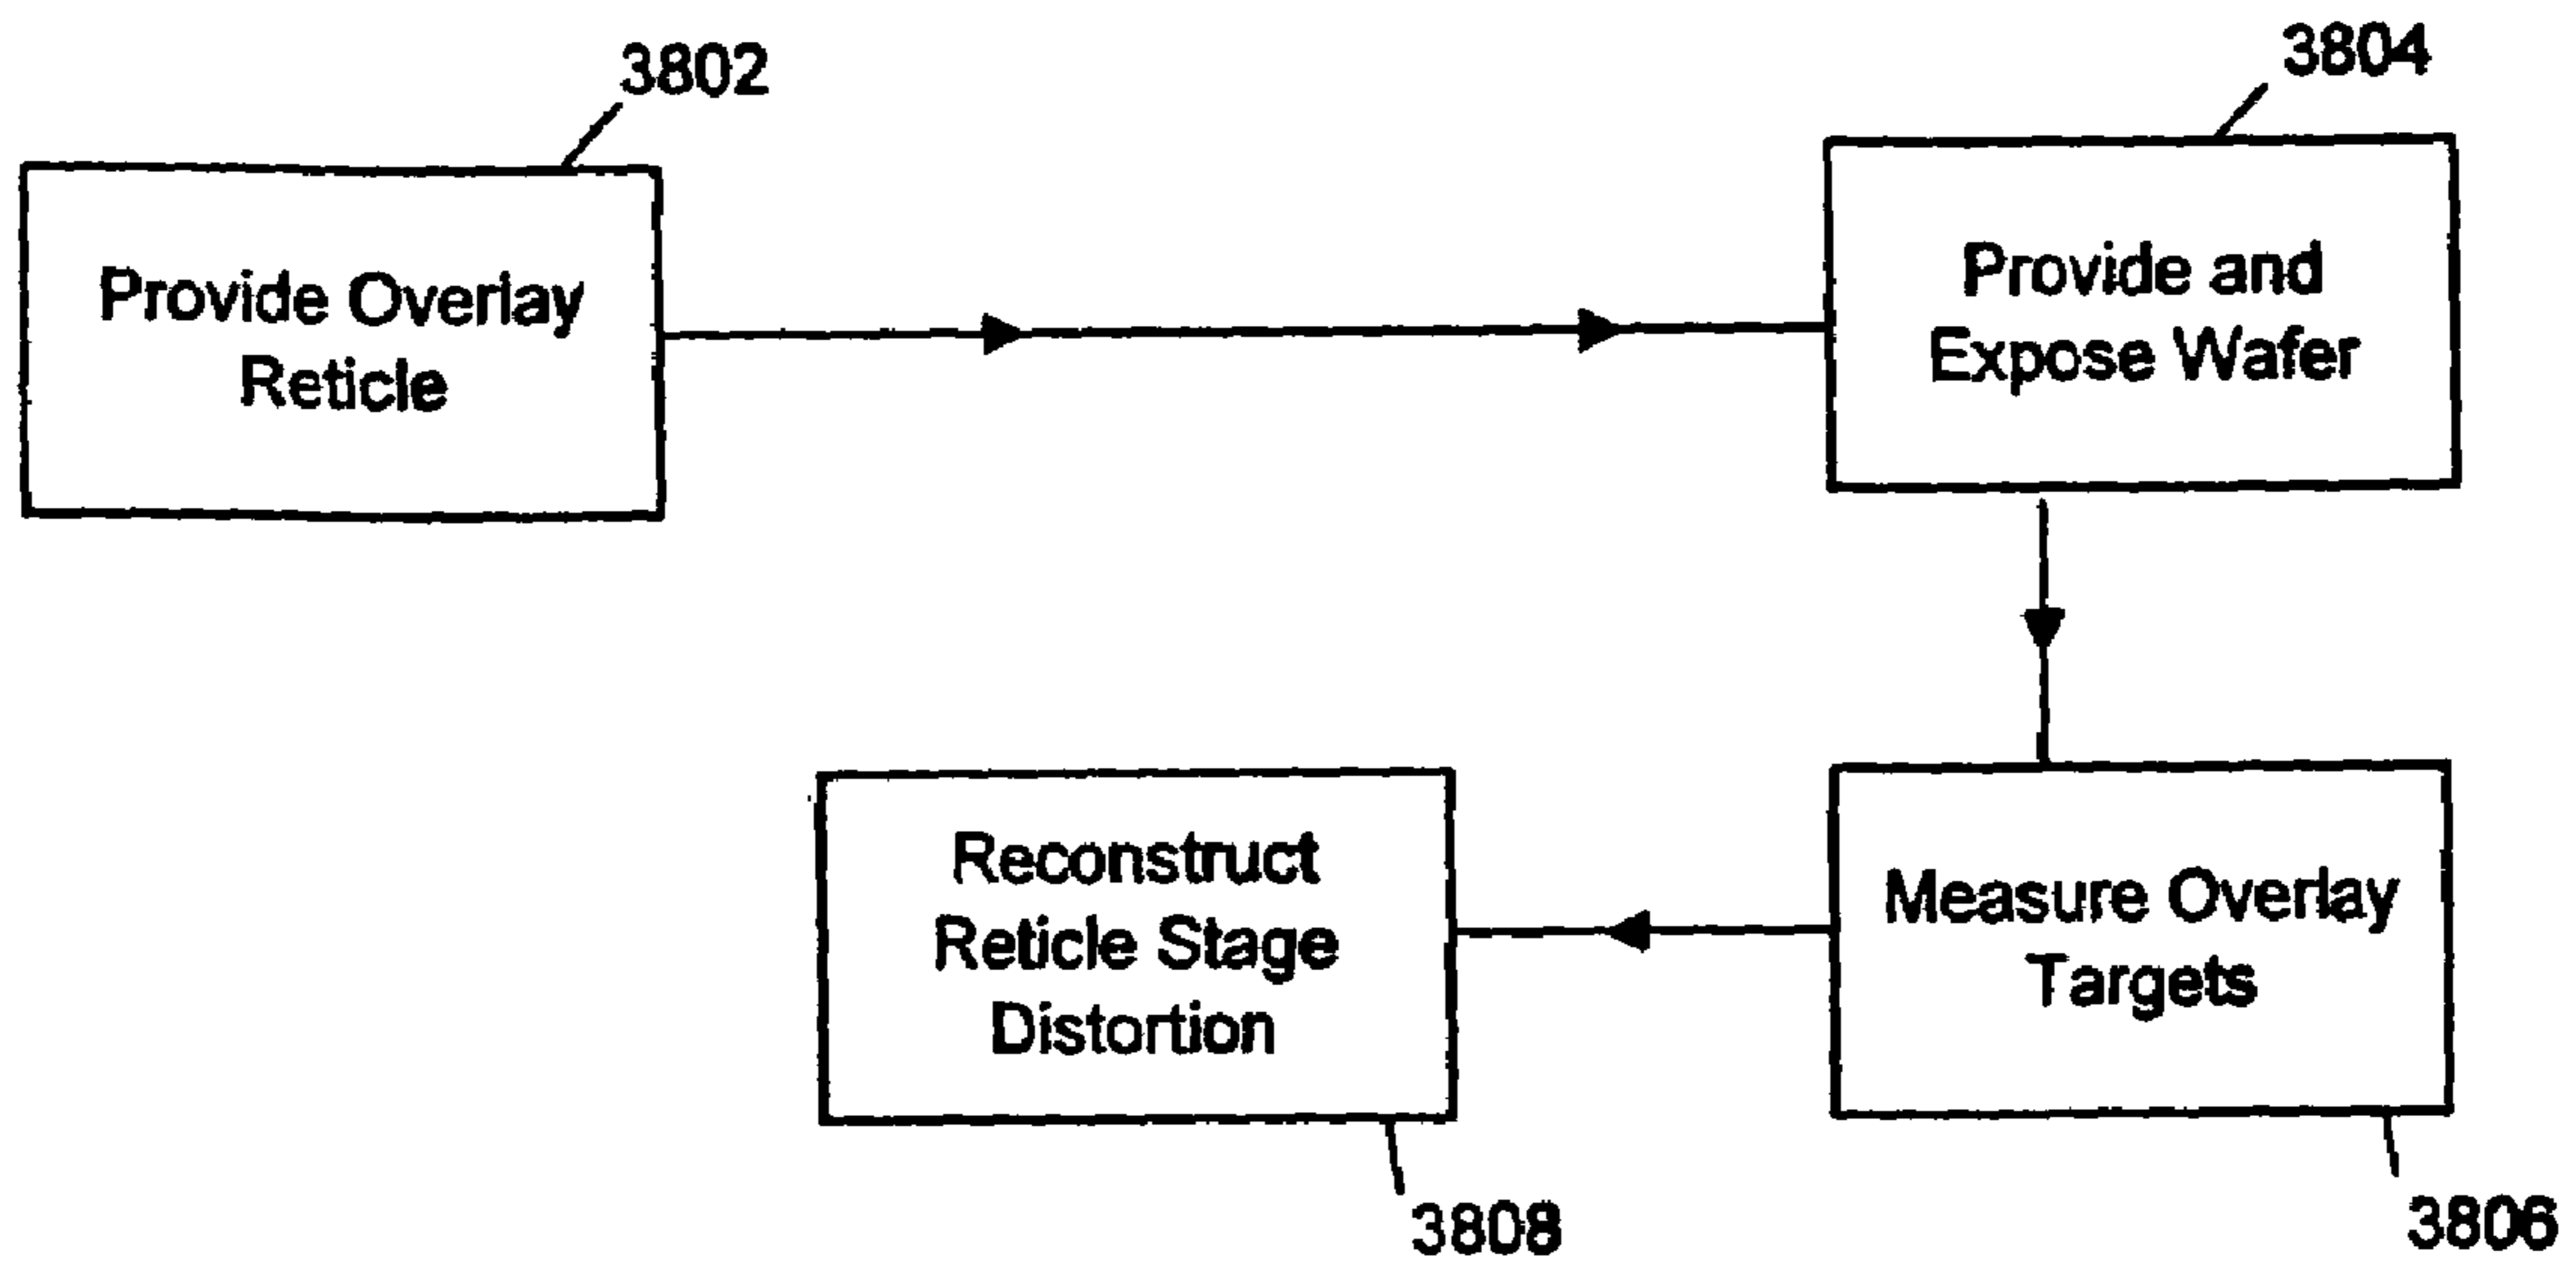 3802
Provide Overlay
Reticle
3804
Provide and
Expose Wafer
Measure Overlay
Targets
3806
Reconstruct
Reticle Stage
Distortion
3808